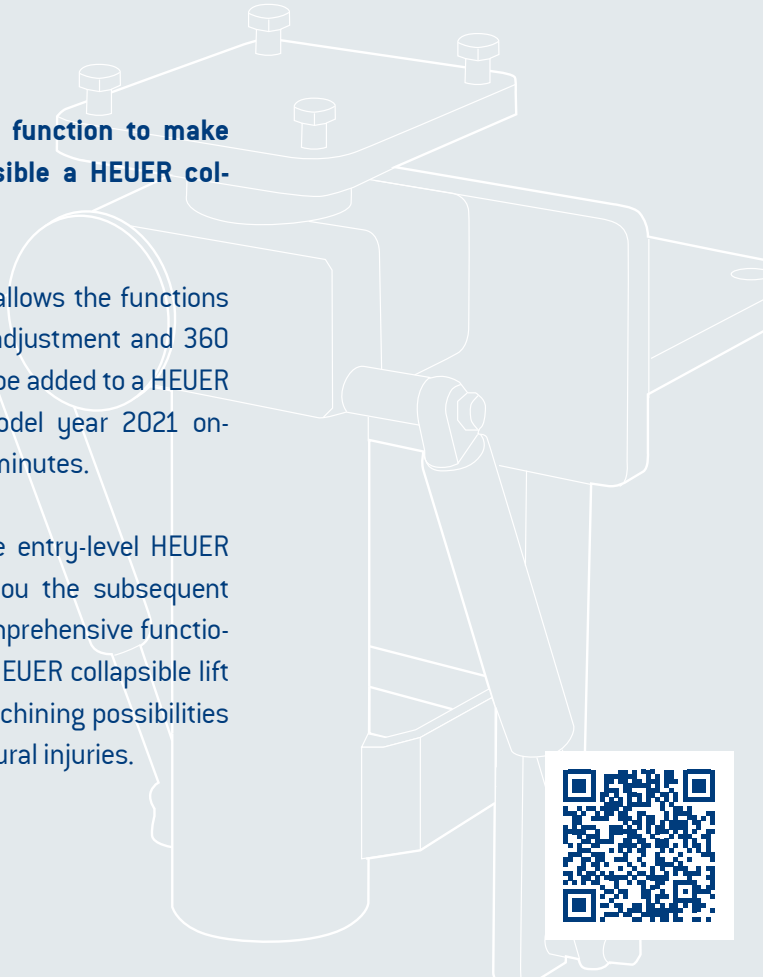 function to make
sible a HEUER col-
allows the functions
adjustment and 360
be added to a HEUER
odel year 2021 on-
minutes.
e entry-level HEUER
ou the subsequent
mprehensive functio-
EUER collapsible lift
chining possibilities
ural injuries.